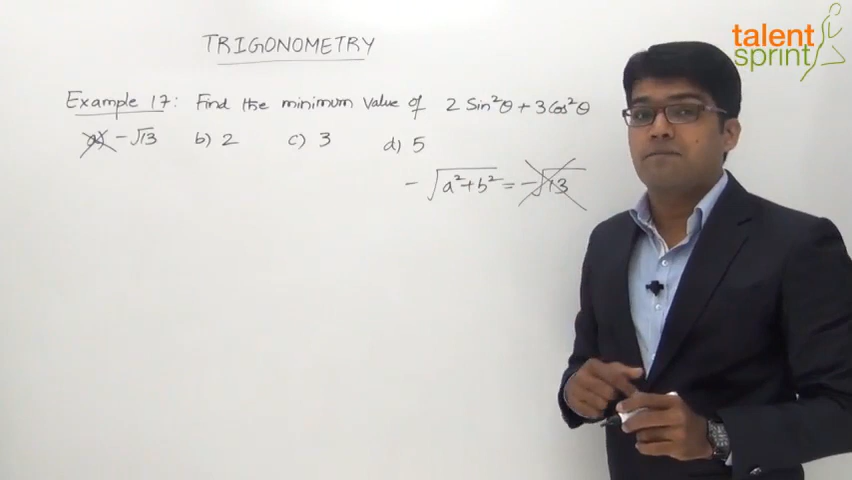 talent
sprint
TRIGONOMETRY
Example 17: Find the minimum value of 2 Sin²θ + 3 Cos²θ
a) -√13 b) 2 c) 3 d) 5
- √a²+b² = -√13